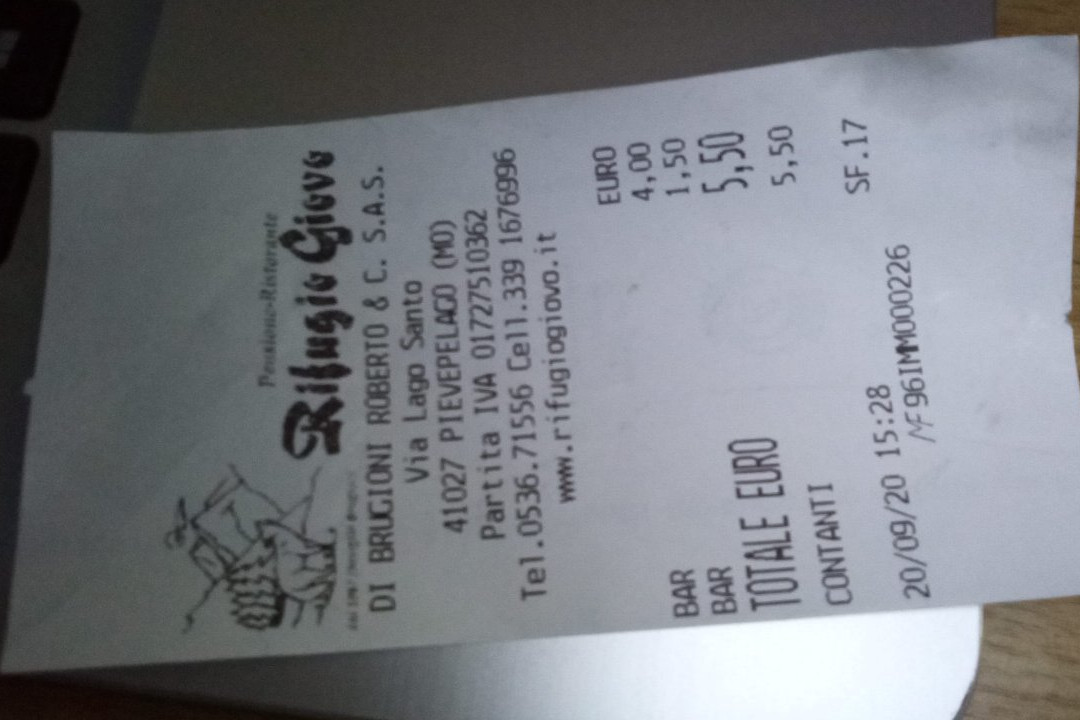 Pensione-Ristorante
Rifugio Giovo
DI BRUGIONI ROBERTO & C. S.A.S.
Via Lago Santo
41027 PIEVEPELAGO (MO)
Partita IVA 01727510362
Tel.0536.71556 Cell.339 1676996
www.rifugiogiovo.it
EURO
BAR 4,00
BAR 1,50
TOTALE EURO 5,50
CONTANTI 5,50
20/09/20 15:28 SF.17
MF96IMM000226